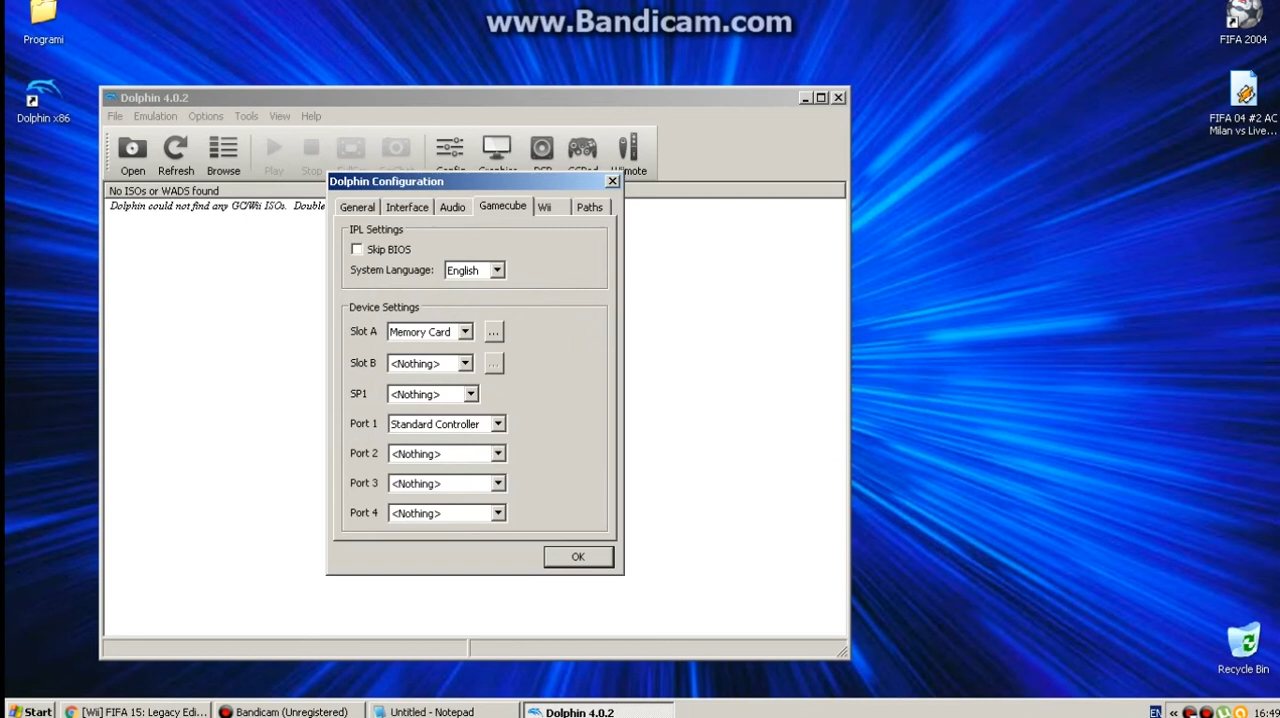 www.Bandicam.com
Programi
FIFA 2004
Dolphin x86
FIFA 04 #2 AC
Milan vs Live...
Dolphin 4.0.2
File Emulation Options Tools View Help
Open Refresh Browse Play Stop
No ISOs or WADS found
Dolphin could not find any GC/Wii ISOs. Double
Dolphin Configuration
General Interface Audio Gamecube Wii Paths
IPL Settings
Skip BIOS
System Language: English
Device Settings
Slot A Memory Card ...
Slot B <Nothing> ...
SP1 <Nothing>
Port 1 Standard Controller
Port 2 <Nothing>
Port 3 <Nothing>
Port 4 <Nothing>
OK
Recycle Bin
Start [Wii] FIFA 15: Legacy Edi... Bandicam (Unregistered) Untitled - Notepad Dolphin 4.0.2 EN « 16:49